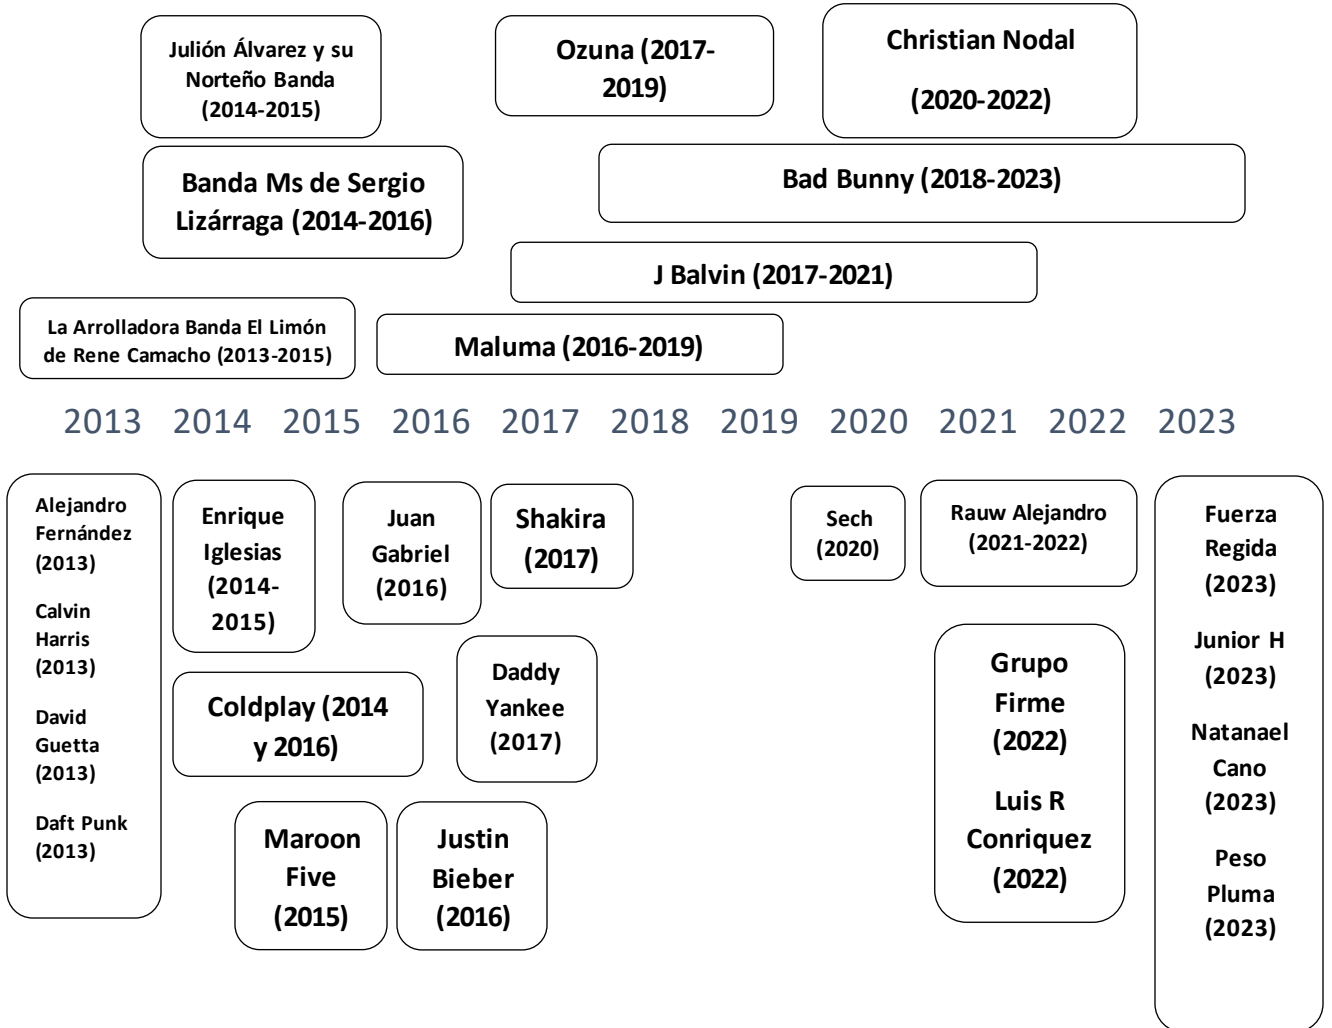 Julión Álvarez y su
Norteño Banda
(2014-2015)
Ozuna (2017-
2019)
Christian Nodal
(2020-2022)
Banda Ms de Sergio
Lizárraga (2014-2016)
Bad Bunny (2018-2023)
J Balvin (2017-2021)
La Arrolladora Banda El Limón
de Rene Camacho (2013-2015)
Maluma (2016-2019)
2013 2014 2015 2016 2017 2018 2019 2020 2021 2022 2023
Alejandro
Fernández
(2013)
Calvin
Harris
(2013)
David
Guetta
(2013)
Daft Punk
(2013)
Enrique
Iglesias
(2014-
2015)
Juan
Gabriel
(2016)
Shakira
(2017)
Sech
(2020)
Rauw Alejandro
(2021-2022)
Coldplay (2014
y 2016)
Daddy
Yankee
(2017)
Maroon
Five
(2015)
Justin
Bieber
(2016)
Grupo
Firme
(2022)
Luis R
Conriquez
(2022)
Fuerza
Regida
(2023)
Junior H
(2023)
Natanael
Cano
(2023)
Peso
Pluma
(2023)